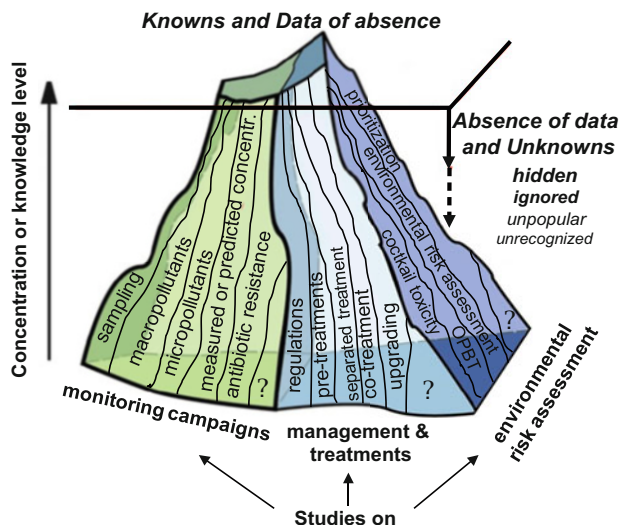 Knowns and Data of absence
Concentration or knowledge level
Absence of data
and Unknowns
hidden
ignored
unpopular
unrecognized
sampling
macropollutants
micropollutants
measured or predicted concentr.
antibiotic resistance
?
regulations
pre-treatments
separated treatment
co-treatment
upgrading
?
prioritization
environmental risk assessment
cocktail toxicity
OPBT
?
monitoring campaigns
management &
treatments
environmental
risk assessment
Studies on